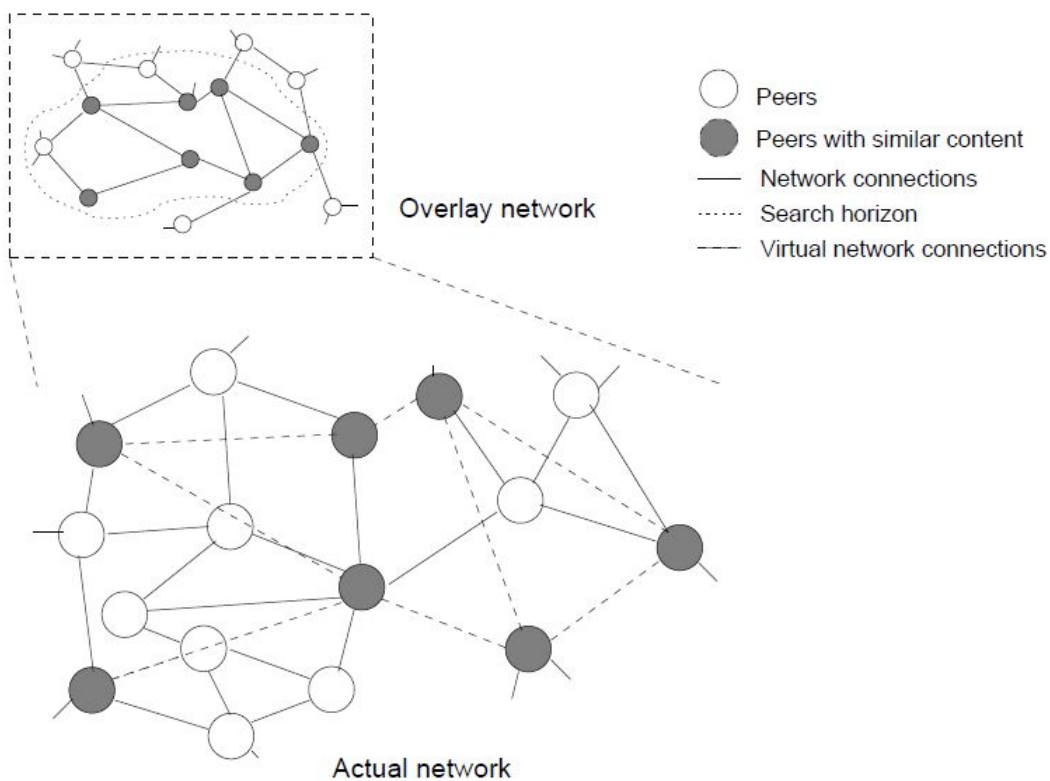 Peers
Peers with similar content
Network connections
Search horizon
Virtual network connections
Overlay network
Actual network